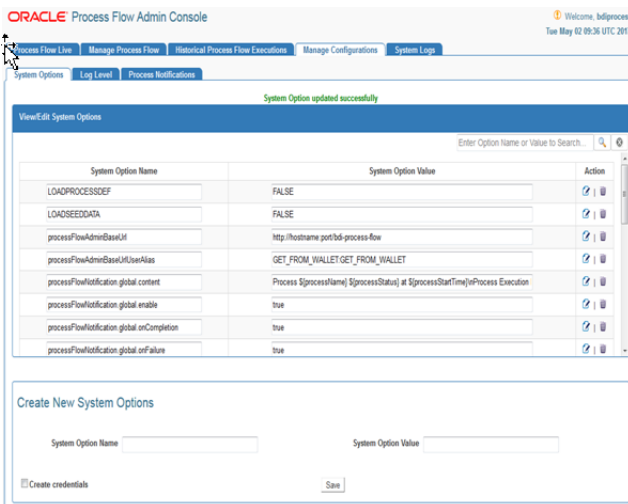 ORACLE Process Flow Admin Console
Welcome, bdiproces
Tue May 02 09:36 UTC 201
Process Flow Live Manage Process Flow Historical Process Flow Executions Manage Configurations System Logs
System Options Log Level Process Notifications
System Option updated successfully
View/Edit System Options
Enter Option Name or Value to Search...
System Option Name System Option Value Action
LOADPROCESSDEF FALSE
LOADSEEDDATA FALSE
processFlowAdminBaseUrl http://hostname:port/bdi-process-flow
processFlowAdminBaseUrlUserAlias GET_FROM_WALLET:GET_FROM_WALLET
processFlowNotification.global.content Process ${processName} ${processStatus} at ${processStartTime}\nProcess Execution
processFlowNotification.global.enable true
processFlowNotification.global.onCompletion true
processFlowNotification.global.onFailure true
Create New System Options
System Option Name System Option Value
Create credentials Save